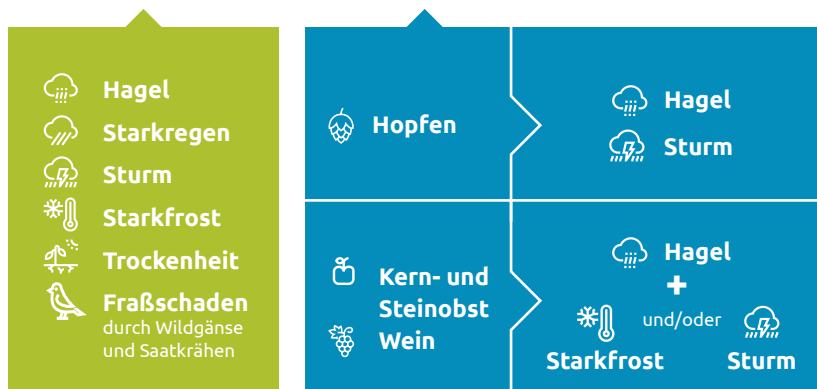 Hagel
Starkregen
Sturm
Starkfrost
Trockenheit
Fraßschaden
durch Wildgänse
und Saatkrähen
Hopfen
Hagel
Sturm
Kern- und
Steinobst
Wein
Hagel
+
und/oder
Starkfrost
Sturm